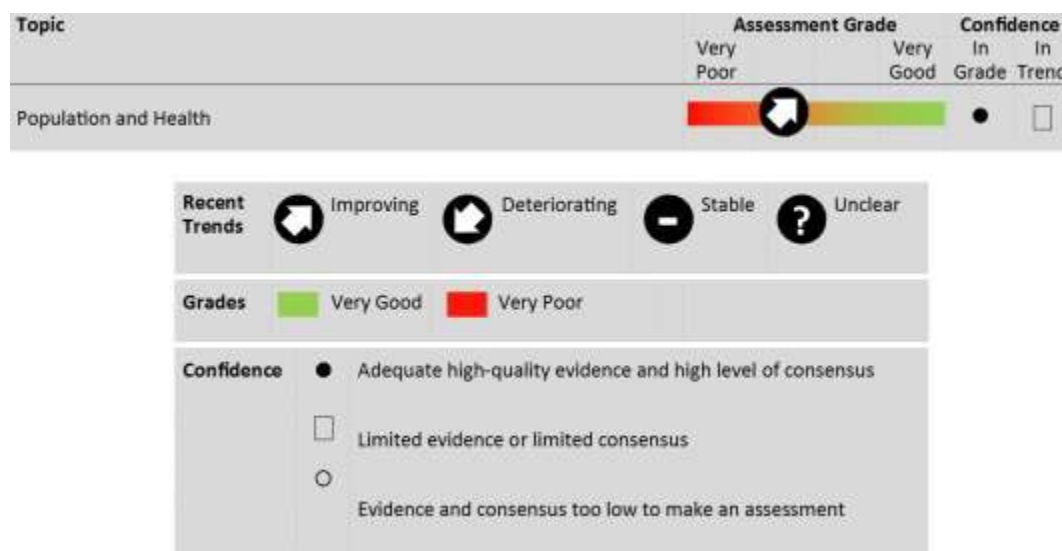 Topic Assessment Grade Confidence
Very Very In In
Poor Good Grade Trend
Population and Health
Recent Improving Deteriorating Stable ? Unclear
Trends
Grades Very Good Very Poor
Confidence ● Adequate high-quality evidence and high level of consensus
Limited evidence or limited consensus
Evidence and consensus too low to make an assessment